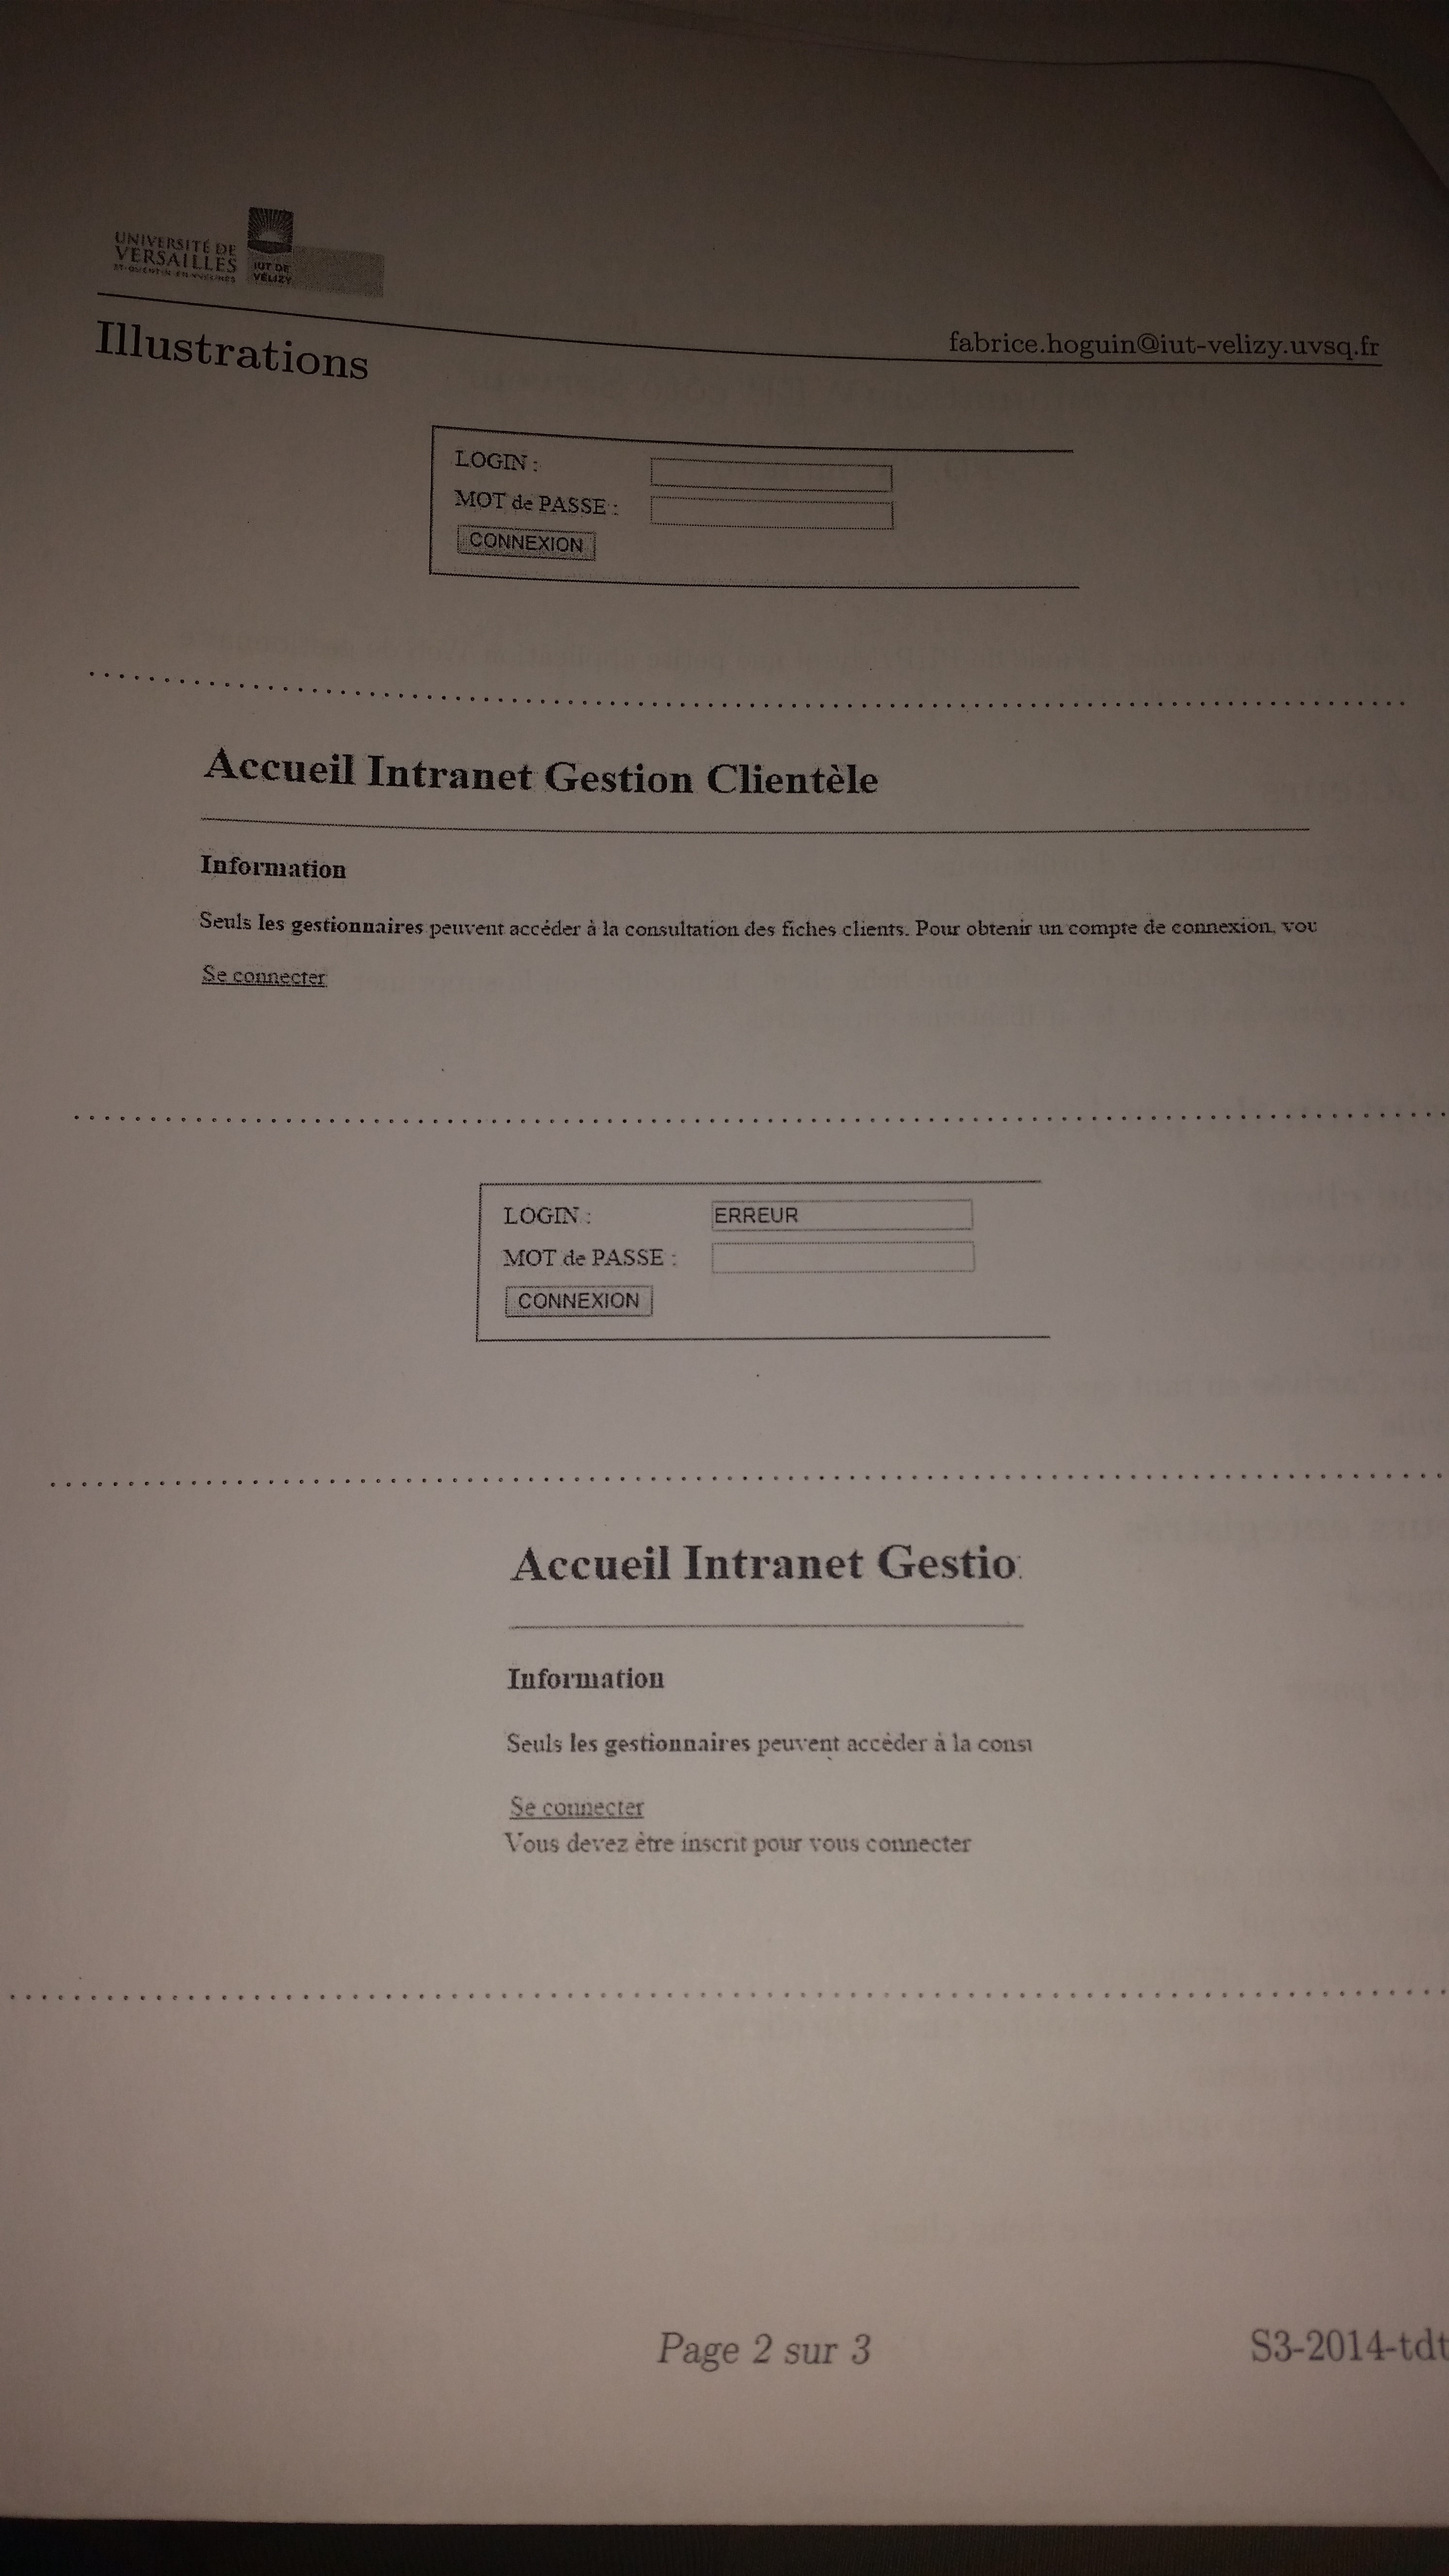 UNIVERSITÉ DE
VERSAILLES
ST-QUENTIN-EN-YVELINES
IUT DE
VÉLIZY
fabrice.hoguin@iut-velizy.uvsq.fr
Illustrations
LOGIN :
MOT de PASSE :
CONNEXION
Accueil Intranet Gestion Clientèle
Information
Seuls les gestionnaires peuvent accéder à la consultation des fiches clients. Pour obtenir un compte de connexion, vou
Se connecter
LOGIN : ERREUR
MOT de PASSE :
CONNEXION
Accueil Intranet Gestio
Information
Seuls les gestionnaires peuvent accéder à la consu
Se connecter
Vous devez être inscrit pour vous connecter
Page 2 sur 3
S3-2014-tdt